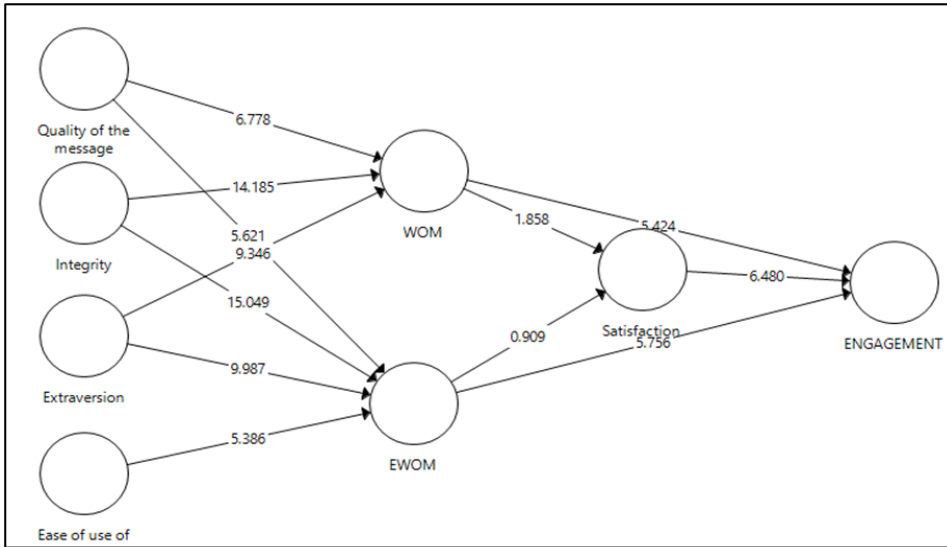 Quality of the
message
6.778
14.185
WOM
5.621
9.346
Integrity
1.858
5.424
6.480
Satisfaction
ENGAGEMENT
15.049
0.909
5.756
Extraversion
9.987
5.386
EWOM
Ease of use of